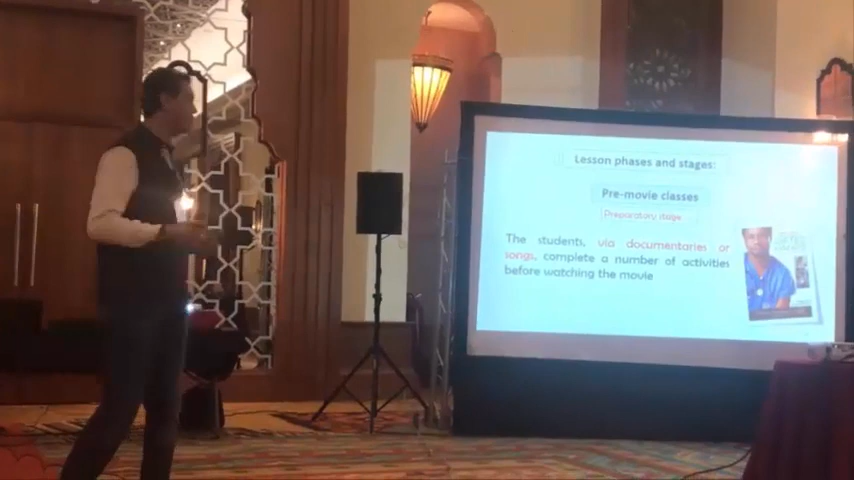 Lesson phases and stages:
Pre-movie classes
Preparatory stage
The students, via documentaries or
songs, complete a number of activities
before watching the movie